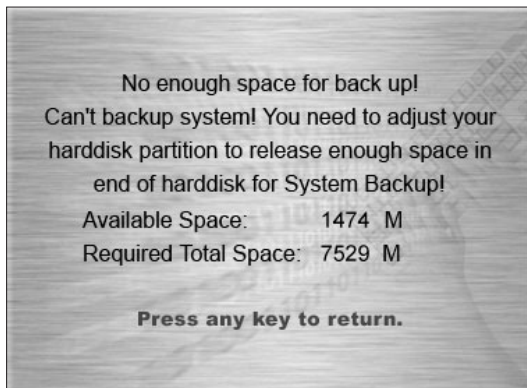 No enough space for back up!
Can't backup system! You need to adjust your
harddisk partition to release enough space in
end of harddisk for System Backup!
Available Space: 1474 M
Required Total Space: 7529 M
Press any key to return.